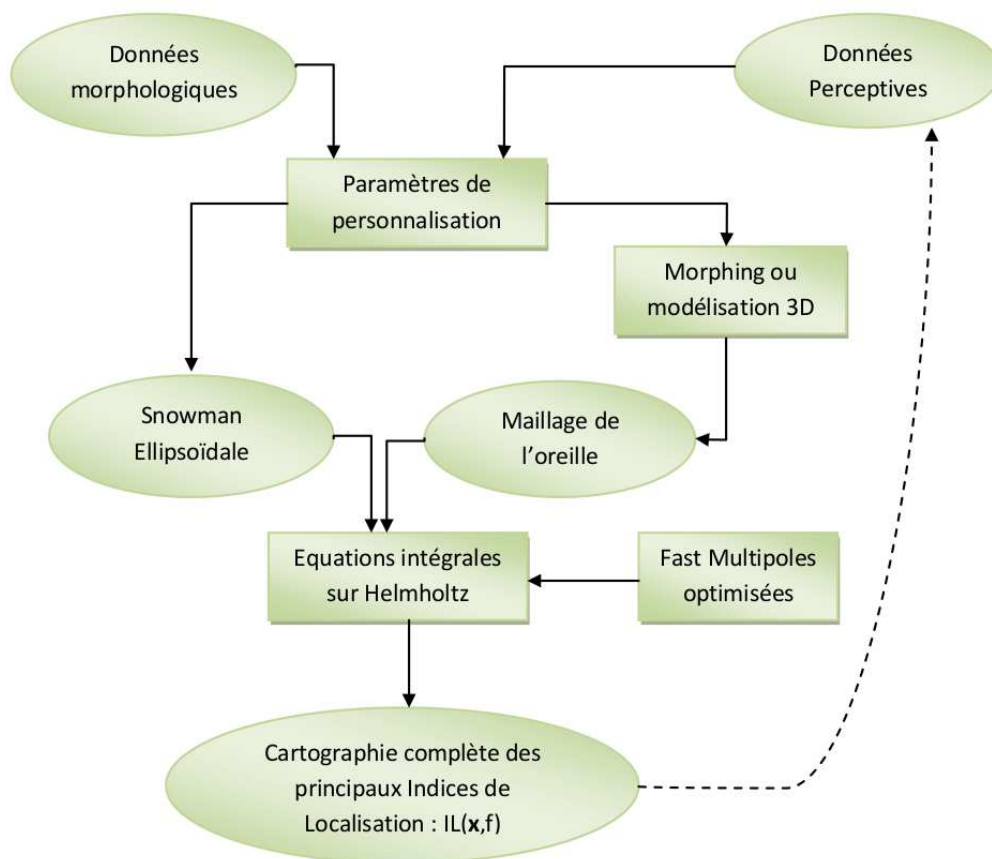 Données
morphologiques
Données
Perceptives
Paramètres de
personnalisation
Morphing ou
modélisation 3D
Snowman
Ellipsoïdale
Maillage de
l’oreille
Equations intégrales
sur Helmholtz
Fast Multipoles
optimisées
Cartographie complète des
principaux Indices de
Localisation : IL(x,f)